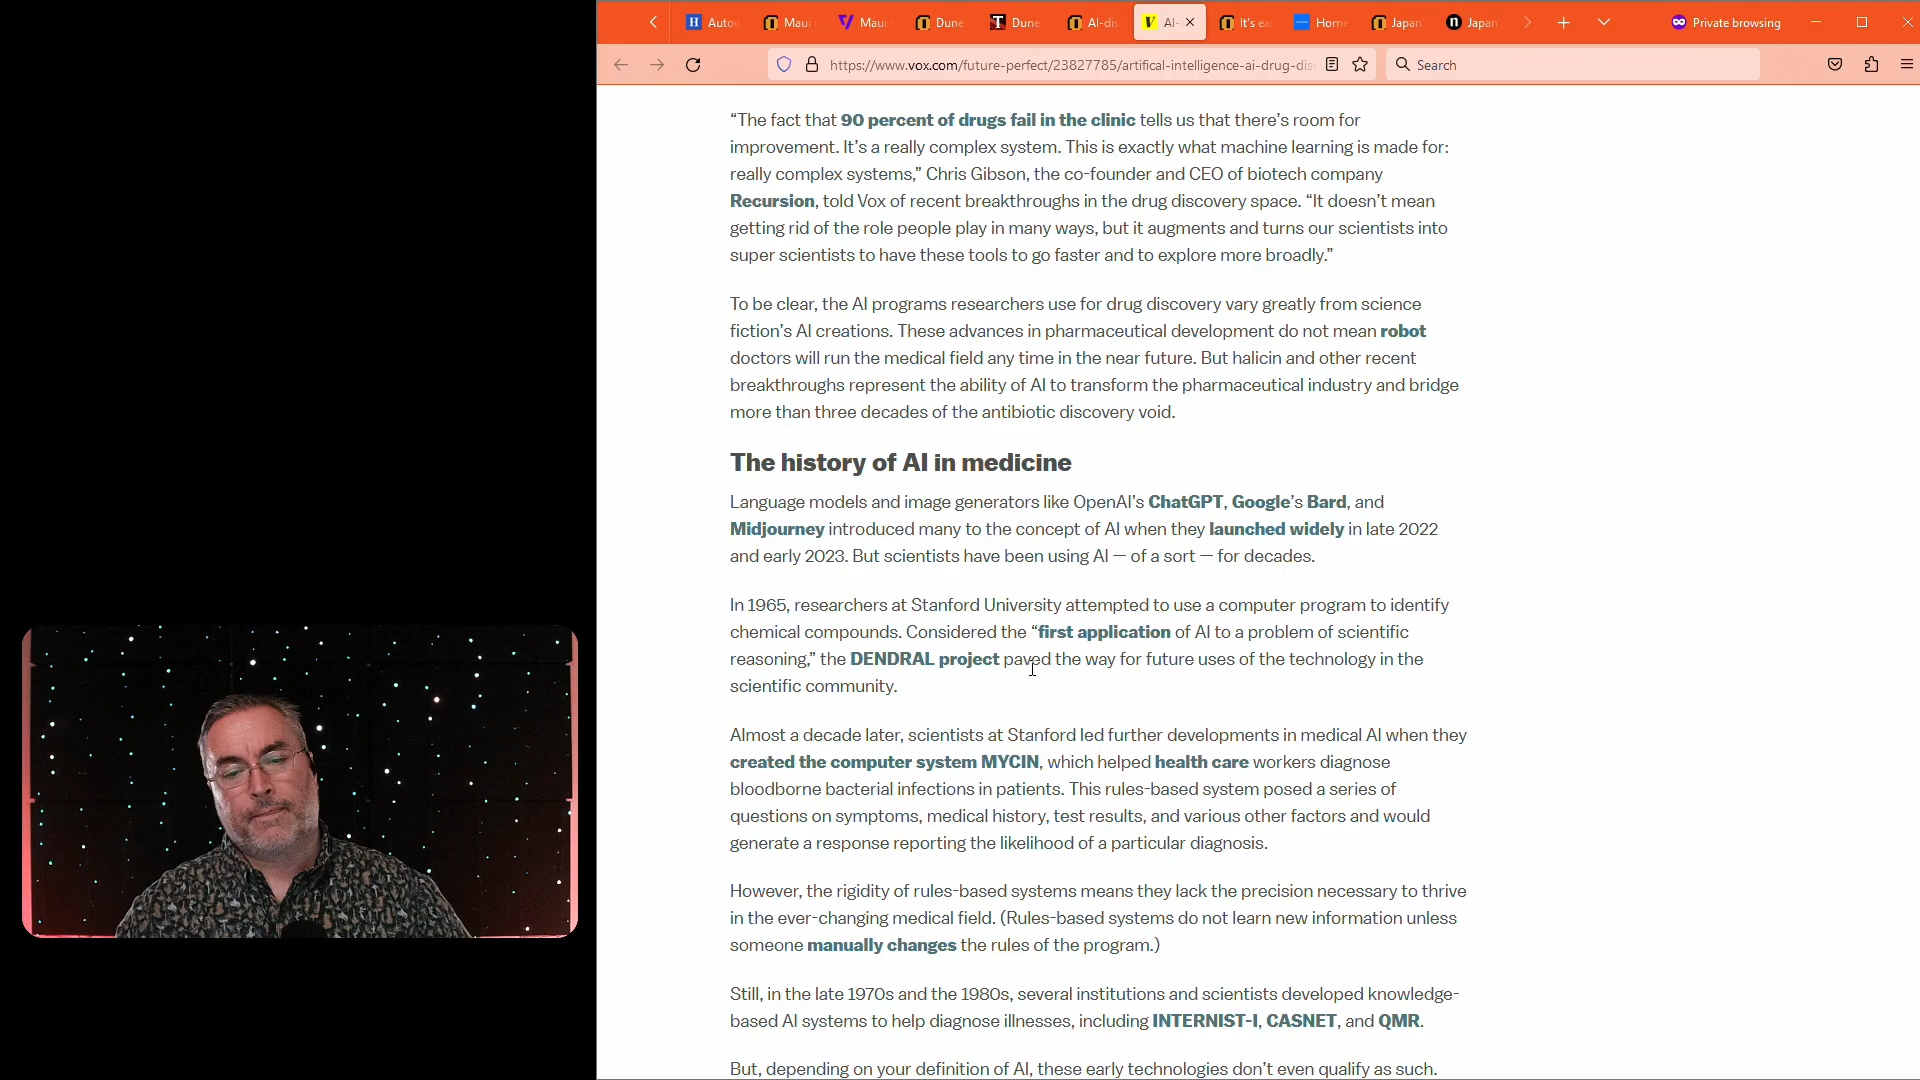 Autow
Maui
Maui
Dune
Dune
AI-dis
AI-
It's ea
Home
Japan
Japan
Private browsing
https://www.vox.com/future-perfect/23827785/artifical-intelligence-ai-drug-dis
Search
“The fact that 90 percent of drugs fail in the clinic tells us that there’s room for
improvement. It’s a really complex system. This is exactly what machine learning is made for:
really complex systems,” Chris Gibson, the co-founder and CEO of biotech company
Recursion, told Vox of recent breakthroughs in the drug discovery space. “It doesn’t mean
getting rid of the role people play in many ways, but it augments and turns our scientists into
super scientists to have these tools to go faster and to explore more broadly.”
To be clear, the AI programs researchers use for drug discovery vary greatly from science
fiction’s AI creations. These advances in pharmaceutical development do not mean robot
doctors will run the medical field any time in the near future. But halicin and other recent
breakthroughs represent the ability of AI to transform the pharmaceutical industry and bridge
more than three decades of the antibiotic discovery void.
The history of AI in medicine
Language models and image generators like OpenAI’s ChatGPT, Google’s Bard, and
Midjourney introduced many to the concept of AI when they launched widely in late 2022
and early 2023. But scientists have been using AI — of a sort — for decades.
In 1965, researchers at Stanford University attempted to use a computer program to identify
chemical compounds. Considered the “first application of AI to a problem of scientific
reasoning,” the DENDRAL project paved the way for future uses of the technology in the
scientific community.
Almost a decade later, scientists at Stanford led further developments in medical AI when they
created the computer system MYCIN, which helped health care workers diagnose
bloodborne bacterial infections in patients. This rules-based system posed a series of
questions on symptoms, medical history, test results, and various other factors and would
generate a response reporting the likelihood of a particular diagnosis.
However, the rigidity of rules-based systems means they lack the precision necessary to thrive
in the ever-changing medical field. (Rules-based systems do not learn new information unless
someone manually changes the rules of the program.)
Still, in the late 1970s and the 1980s, several institutions and scientists developed knowledge-
based AI systems to help diagnose illnesses, including INTERNIST-I, CASNET, and QMR.
But, depending on your definition of AI, these early technologies don’t even qualify as such.